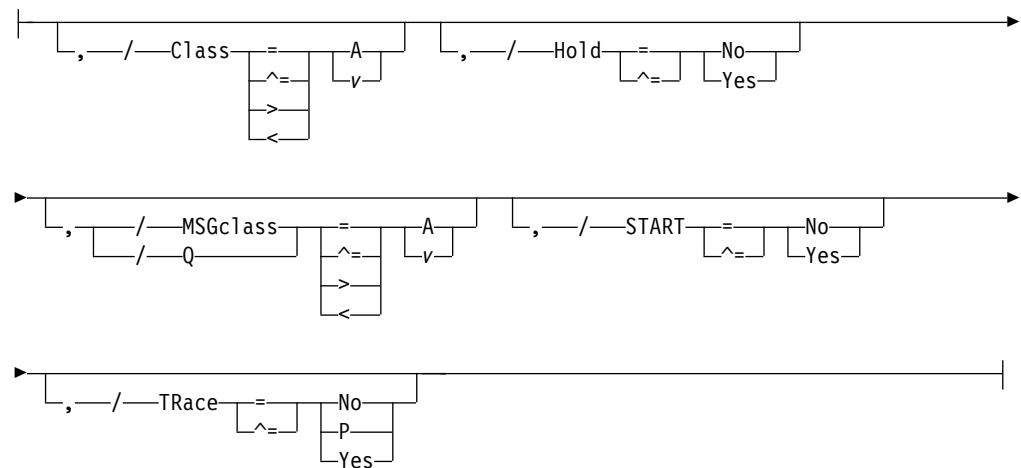 , / Class = A , / Hold = No
^= v ^= Yes
>
<
, / MSGclass = A , / START = No
/ Q ^= v ^= Yes
>
<
, / TRace = No
^= P
Yes